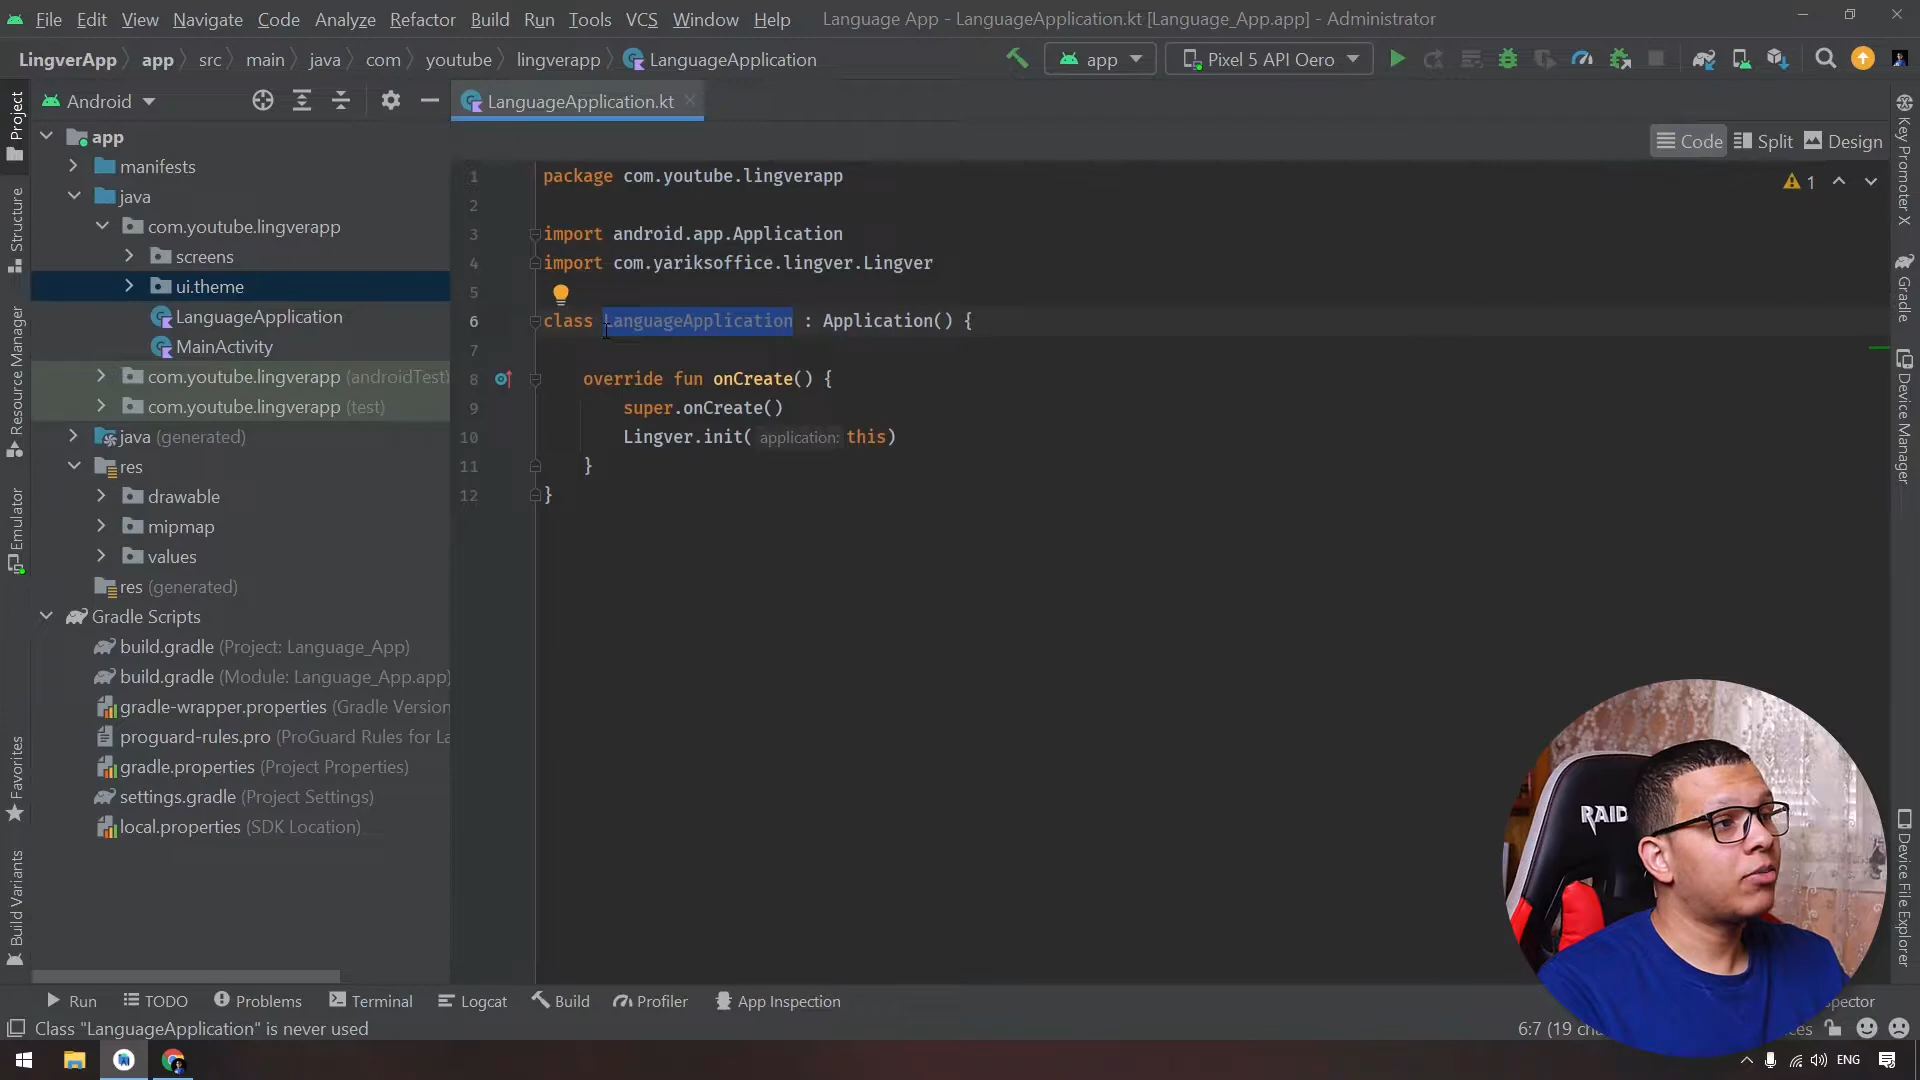 File Edit View Navigate Code Analyze Refactor Build Run Tools VCS Window Help Language App - LanguageApplication.kt [Language_App.app] - Administrator
LingverApp app src main java com youtube lingverapp LanguageApplication app Pixel 5 API Oero
Android LanguageApplication.kt
Code Split Design
app
manifests
java
com.youtube.lingverapp
screens
ui.theme
LanguageApplication
MainActivity
com.youtube.lingverapp (androidTest)
com.youtube.lingverapp (test)
java (generated)
res
drawable
mipmap
values
res (generated)
Gradle Scripts
build.gradle (Project: Language_App)
build.gradle (Module: Language_App.app)
gradle-wrapper.properties (Gradle Version
proguard-rules.pro (ProGuard Rules for La
gradle.properties (Project Properties)
settings.gradle (Project Settings)
local.properties (SDK Location)
1 package com.youtube.lingverapp
2
3 import android.app.Application
4 import com.yariksoffice.lingver.Lingver
5
6 class LanguageApplication : Application() {
7
8 override fun onCreate() {
9 super.onCreate()
10 Lingver.init( application: this)
11 }
12 }
1
Project
Structure
Resource Manager
Emulator
Favorites
Build Variants
Key Promoter X
Gradle
Device Manager
Device File Explorer
RAID
Run TODO Problems Terminal Logcat Build Profiler App Inspection
Class "LanguageApplication" is never used
6:7 (19 cha
ENG